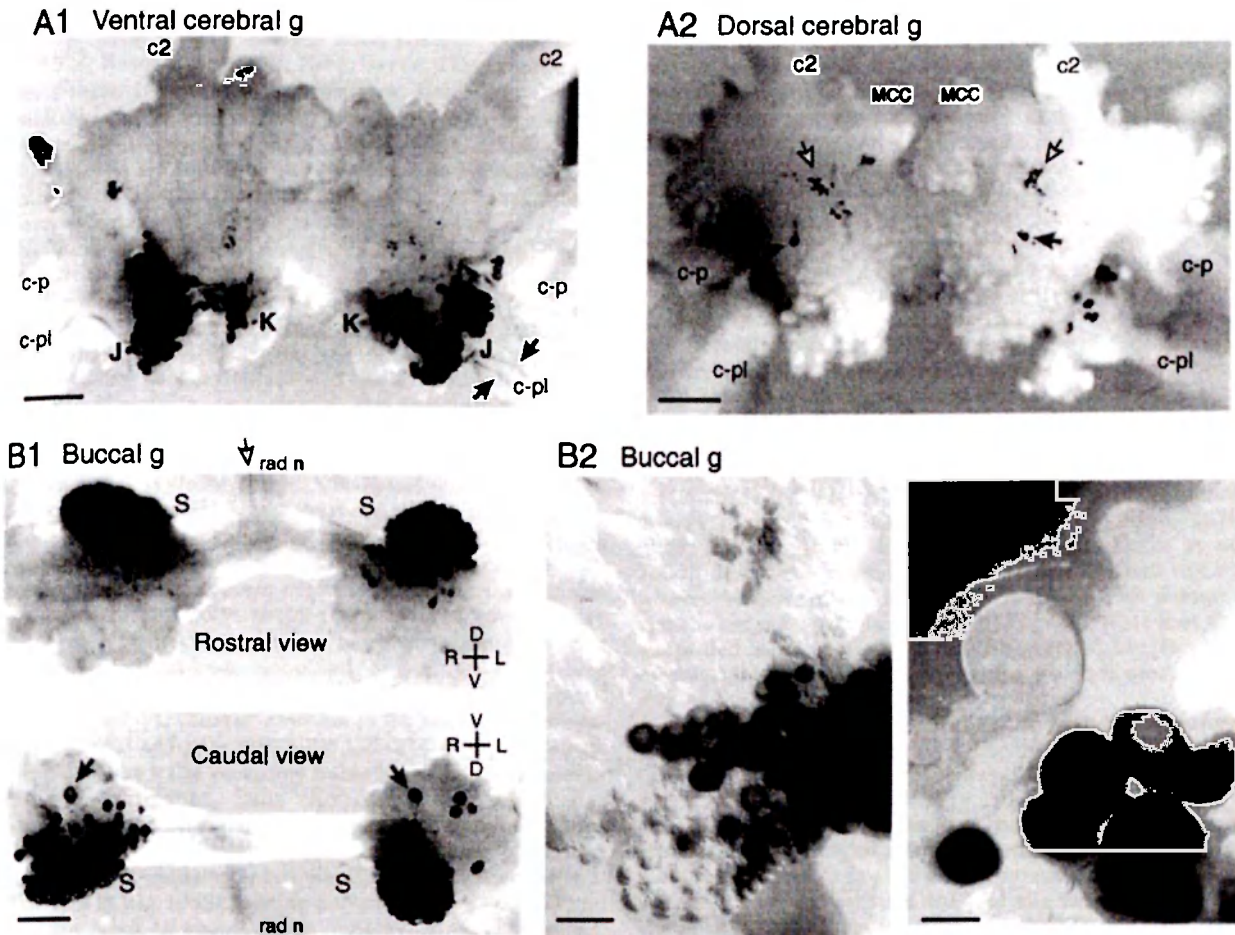 A1 Ventral cerebral g
c2
c2
c-p
c-p
c-pl
K
K
J
J
c-pl
A2 Dorsal cerebral g
c2
c2
MCC
MCC
c-p
c-p
c-pl
c-pl
B1 Buccal g
rad n
S
S
Rostral view
D
R L
V
Caudal view
V
R L
D
S
S
rad n
B2 Buccal g